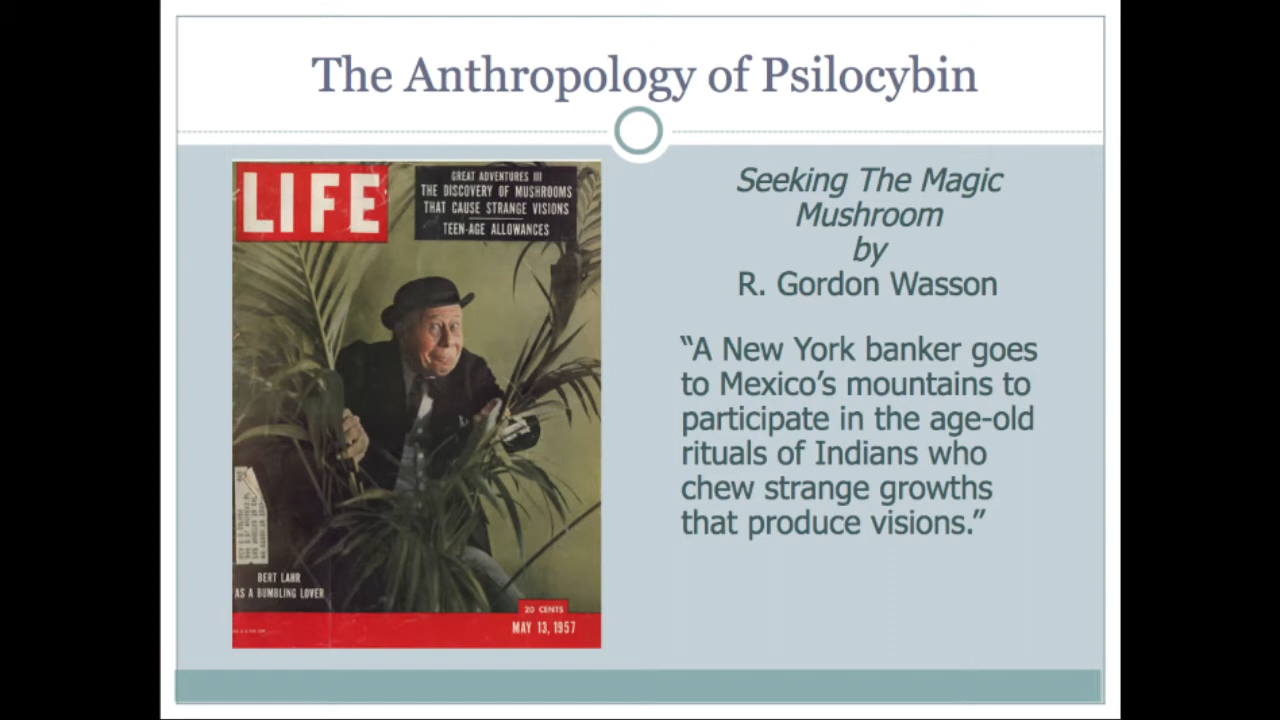 The Anthropology of Psilocybin
LIFE
GREAT ADVENTURES III
THE DISCOVERY OF MUSHROOMS
THAT CAUSE STRANGE VISIONS
TEEN-AGE ALLOWANCES
BERT LAHR
AS A BUMBLING LOVER
20 CENTS
MAY 13, 1957
Seeking The Magic
Mushroom
by
R. Gordon Wasson
“A New York banker goes
to Mexico’s mountains to
participate in the age-old
rituals of Indians who
chew strange growths
that produce visions.”